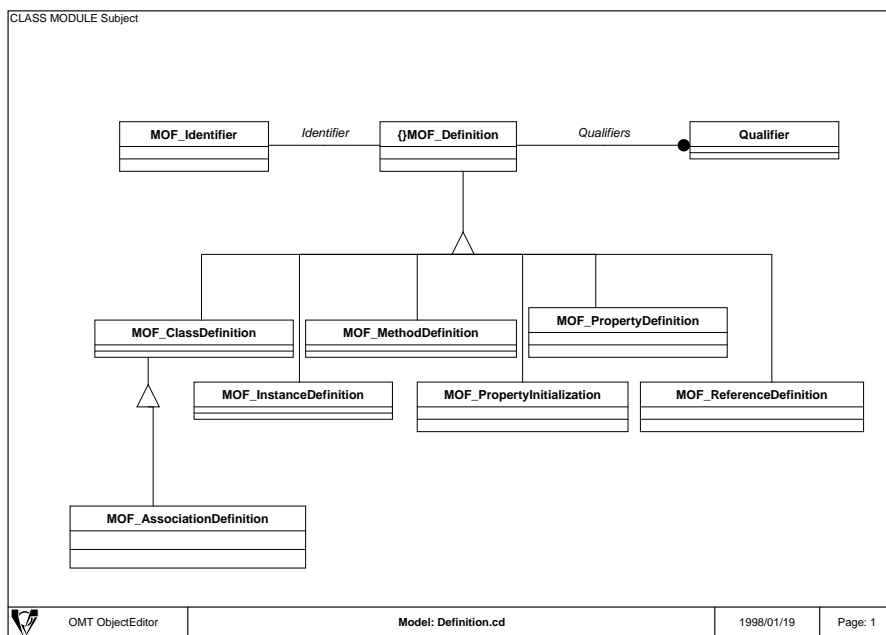 CLASS MODULE Subject
MOF_Identifier
Identifier
{}MOF_Definition
Qualifiers
Qualifier
MOF_ClassDefinition
MOF_MethodDefinition
MOF_PropertyDefinition
MOF_InstanceDefinition
MOF_PropertyInitialization
MOF_ReferenceDefinition
MOF_AssociationDefinition
OMT ObjectEditor
Model: Definition.cd
1998/01/19
Page: 1